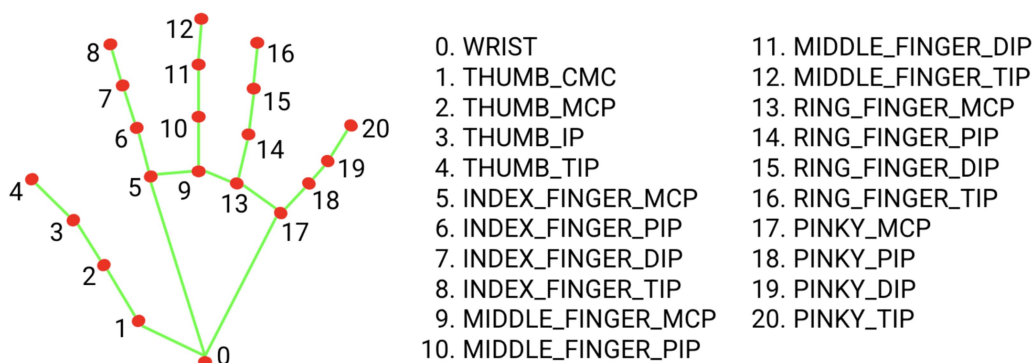 12
8
16
11
7
15
20
6
10
14
19
4
5
9
13
18
3
17
2
1
0
0. WRIST
1. THUMB_CMC
2. THUMB_MCP
3. THUMB_IP
4. THUMB_TIP
5. INDEX_FINGER_MCP
6. INDEX_FINGER_PIP
7. INDEX_FINGER_DIP
8. INDEX_FINGER_TIP
9. MIDDLE_FINGER_MCP
10. MIDDLE_FINGER_PIP
11. MIDDLE_FINGER_DIP
12. MIDDLE_FINGER_TIP
13. RING_FINGER_MCP
14. RING_FINGER_PIP
15. RING_FINGER_DIP
16. RING_FINGER_TIP
17. PINKY_MCP
18. PINKY_PIP
19. PINKY_DIP
20. PINKY_TIP